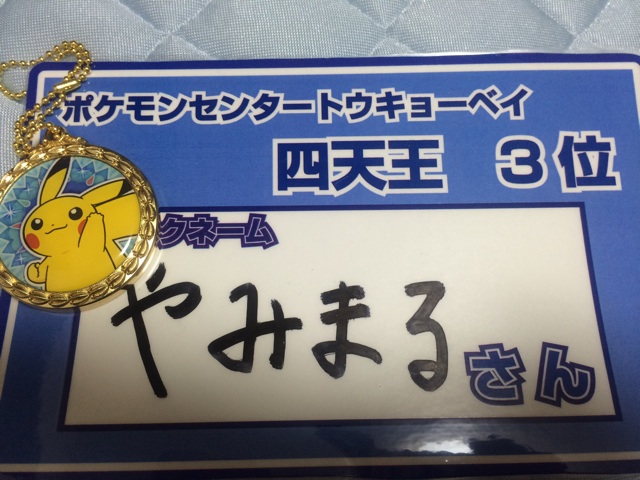 ポケモンセンタートウキョーベイ
四天王 3位
クネーム
やみまる さん